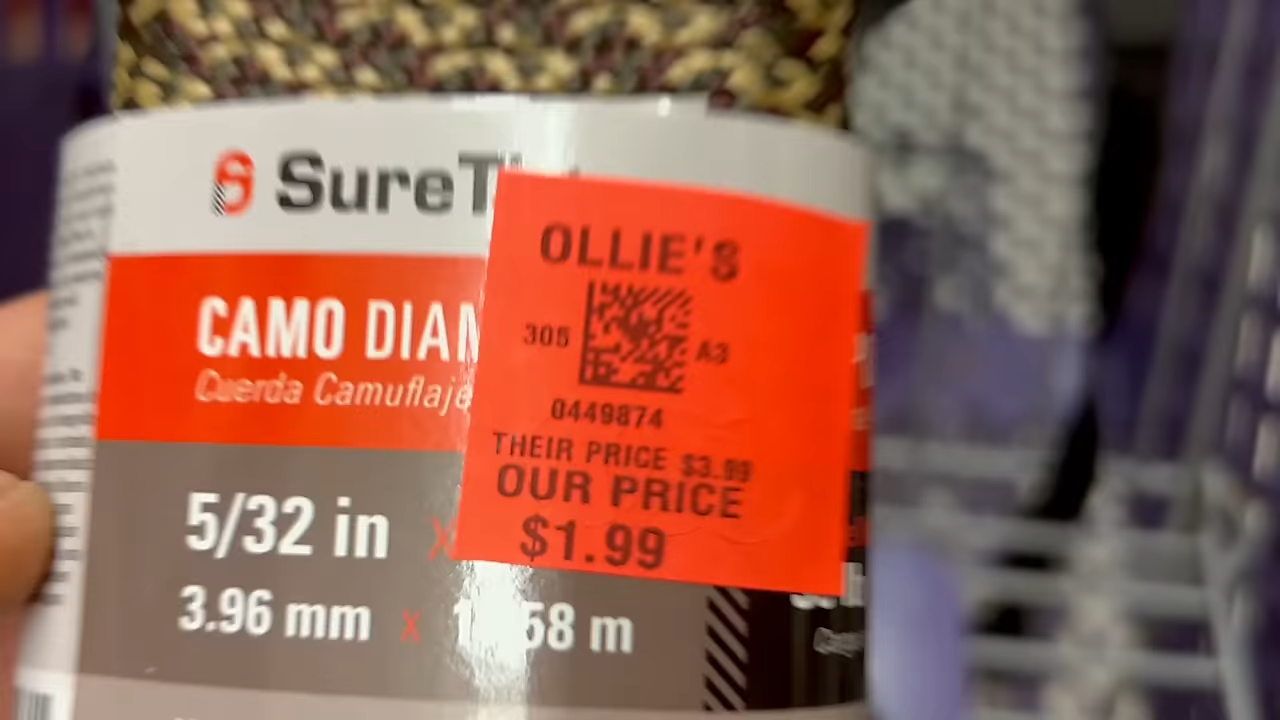 SureT
CAMO DIAM
Cuerda Camuflaje
5/32 in x
3.96 mm x
58 m
OLLIE'S
305
A3
0449874
THEIR PRICE $3.99
OUR PRICE
$1.99